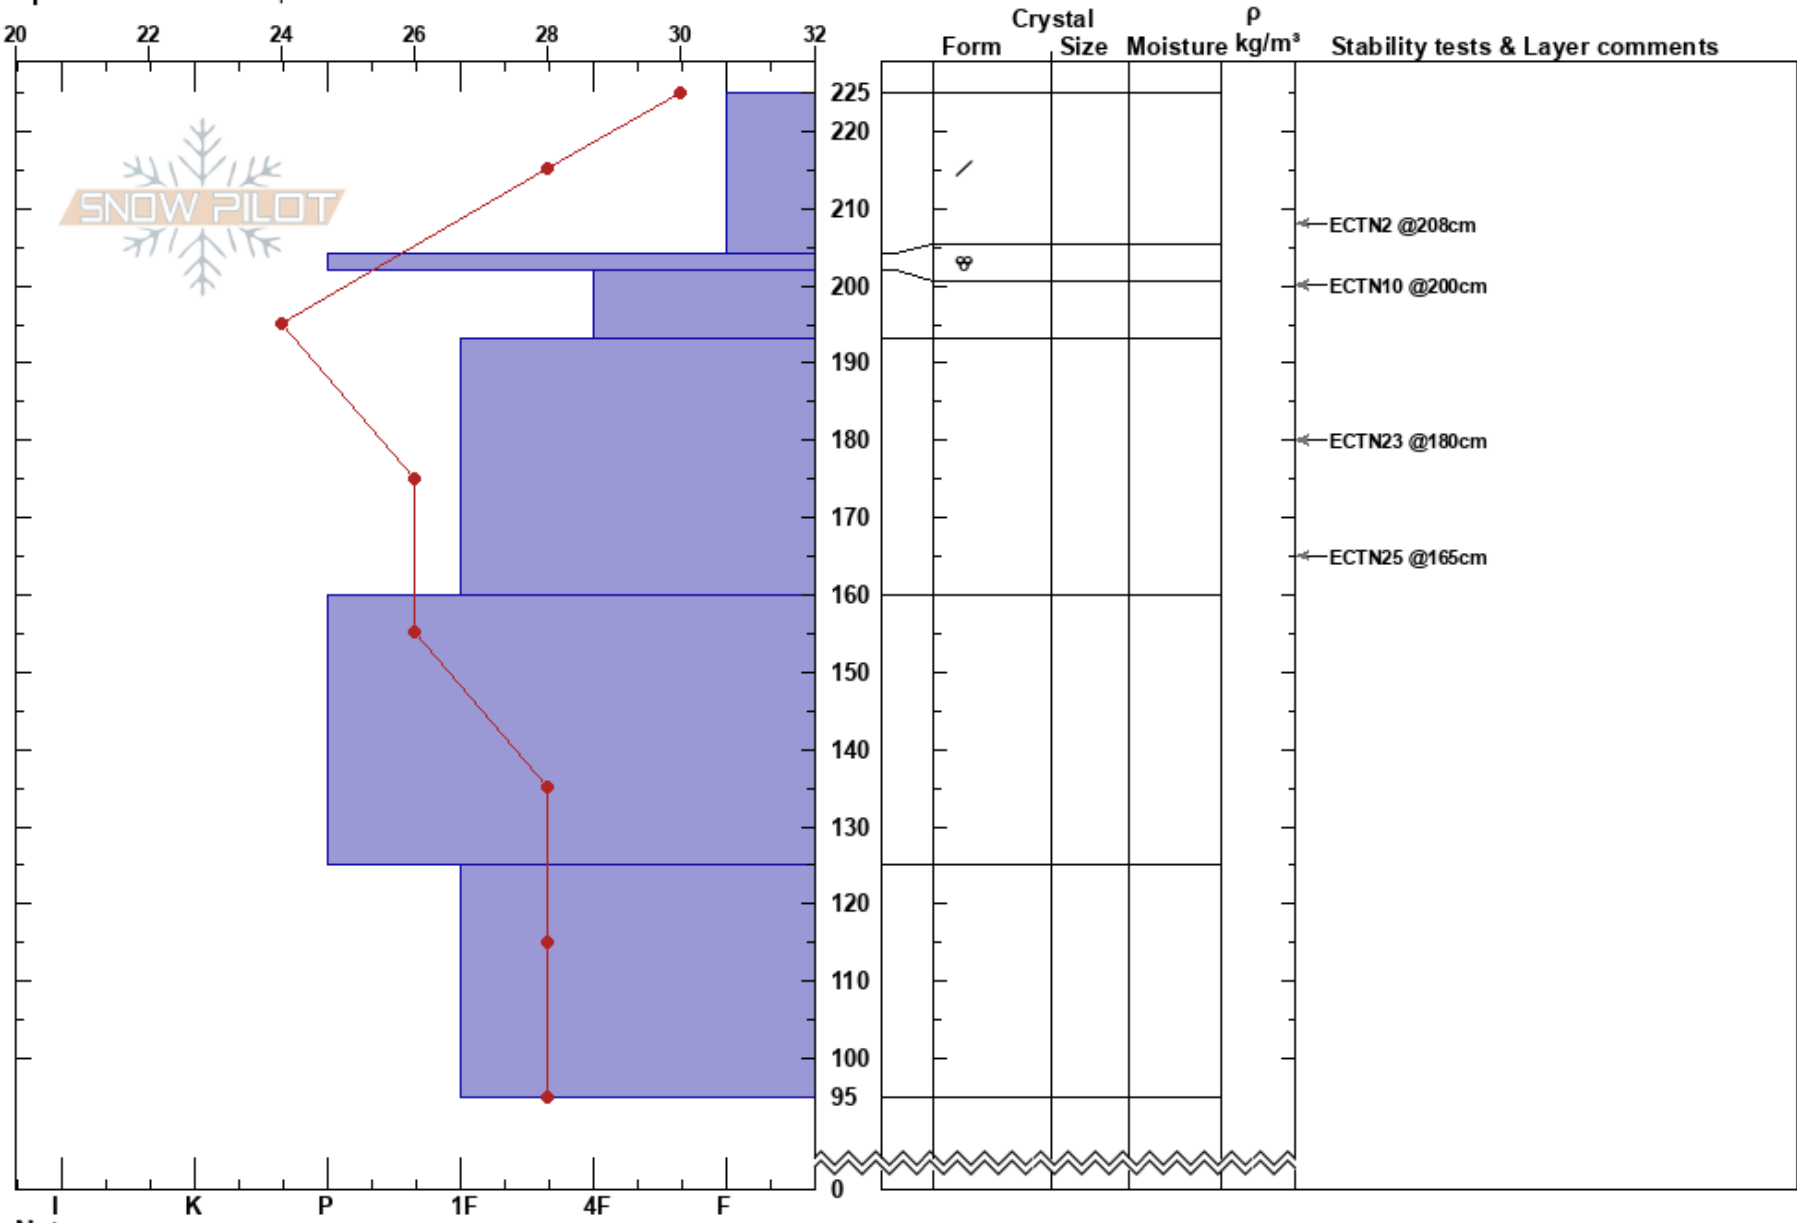 Crystal ρ
20 22 24 26 28 30 32 Form Size Moisture kg/m³ Stability tests & Layer comments
225
220
SNOW PILOT
210
ECTN2 @208cm
200 ECTN10 @200cm
190
180 ECTN23 @180cm
170
ECTN25 @165cm
160
150
140
130
120
110
100
95
0
I K P 1F 4F F